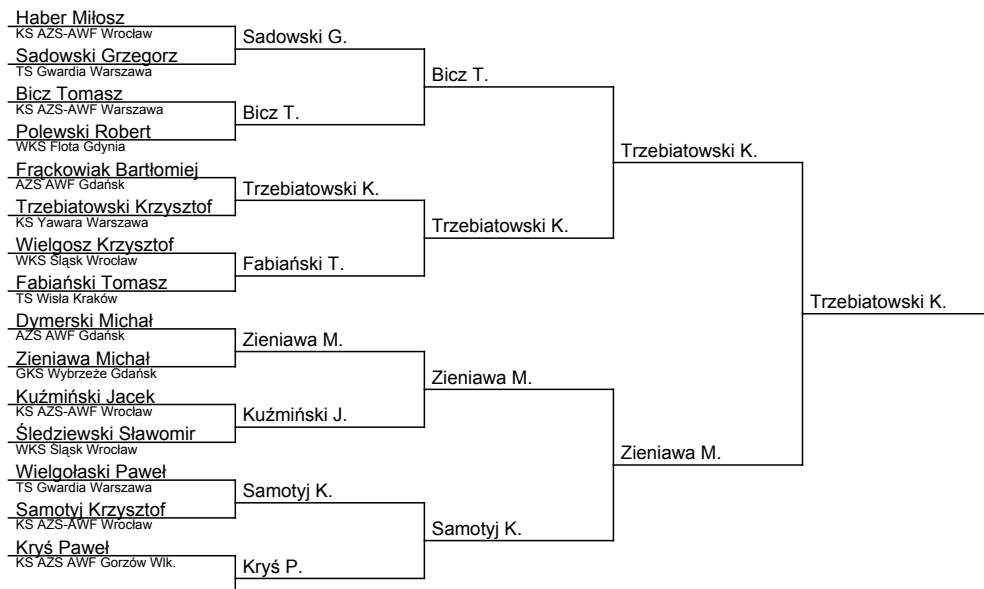 Haber Miłosz
KS AZS-AWF Wrocław
Sadowski G.
Sadowski Grzegorz
TS Gwardia Warszawa
Bicz T.
Bicz Tomasz
KS AZS-AWF Warszawa
Bicz T.
Polewski Robert
WKS Flota Gdynia
Trzebiatowski K.
Frąckowiak Bartłomiej
AZS AWF Gdańsk
Trzebiatowski K.
Trzebiatowski Krzysztof
KS Yawara Warszawa
Trzebiatowski K.
Wielgosz Krzysztof
WKS Śląsk Wrocław
Fabiański T.
Fabiański Tomasz
TS Wisła Kraków
Trzebiatowski K.
Dymerski Michał
AZS AWF Gdańsk
Zieniawa M.
Zieniawa Michał
GKS Wybrzeże Gdańsk
Zieniawa M.
Kuźmiński Jacek
KS AZS-AWF Wrocław
Kuźmiński J.
Śledziewski Sławomir
WKS Śląsk Wrocław
Zieniawa M.
Wielgołaski Paweł
TS Gwardia Warszawa
Samotyj K.
Samotyj Krzysztof
KS AZS-AWF Wrocław
Samotyj K.
Kryś Paweł
KS AZS AWF Gorzów Wlk.
Kryś P.